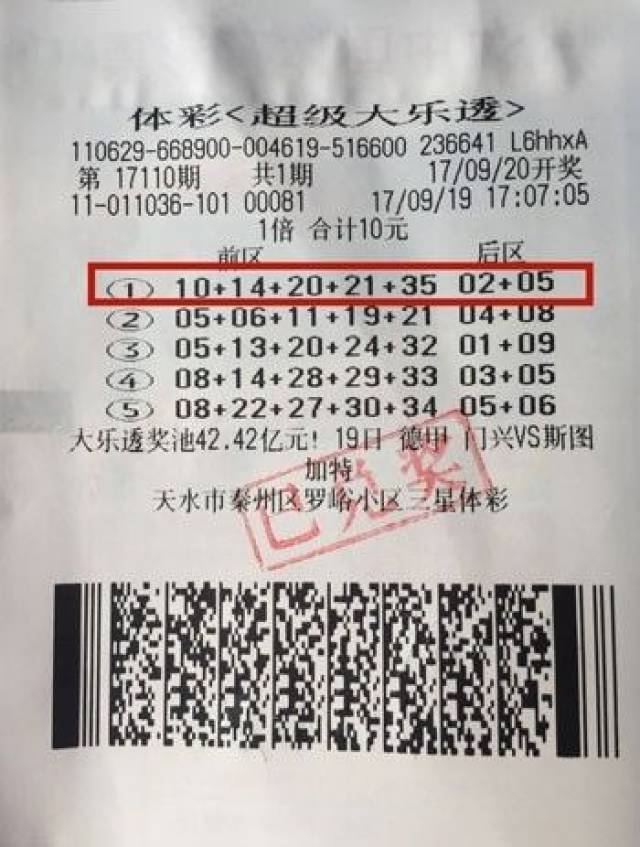 体彩<超级大乐透>
110629-668900-004619-516600 236641 L6hhxA
第 17110期 共1期 17/09/20开奖
11-011036-101 00081 17/09/19 17:07:05
1倍 合计10元
前区 后区
① 10+14+20+21+35 02+05
② 05+06+11+19+21 04+08
③ 05+13+20+24+32 01+09
④ 08+14+28+29+33 03+05
⑤ 08+22+27+30+34 05+06
大乐透奖池42.42亿元! 19日 德甲 门兴VS斯图
加特
天水市秦州区罗峪小区三星体彩
已兑奖